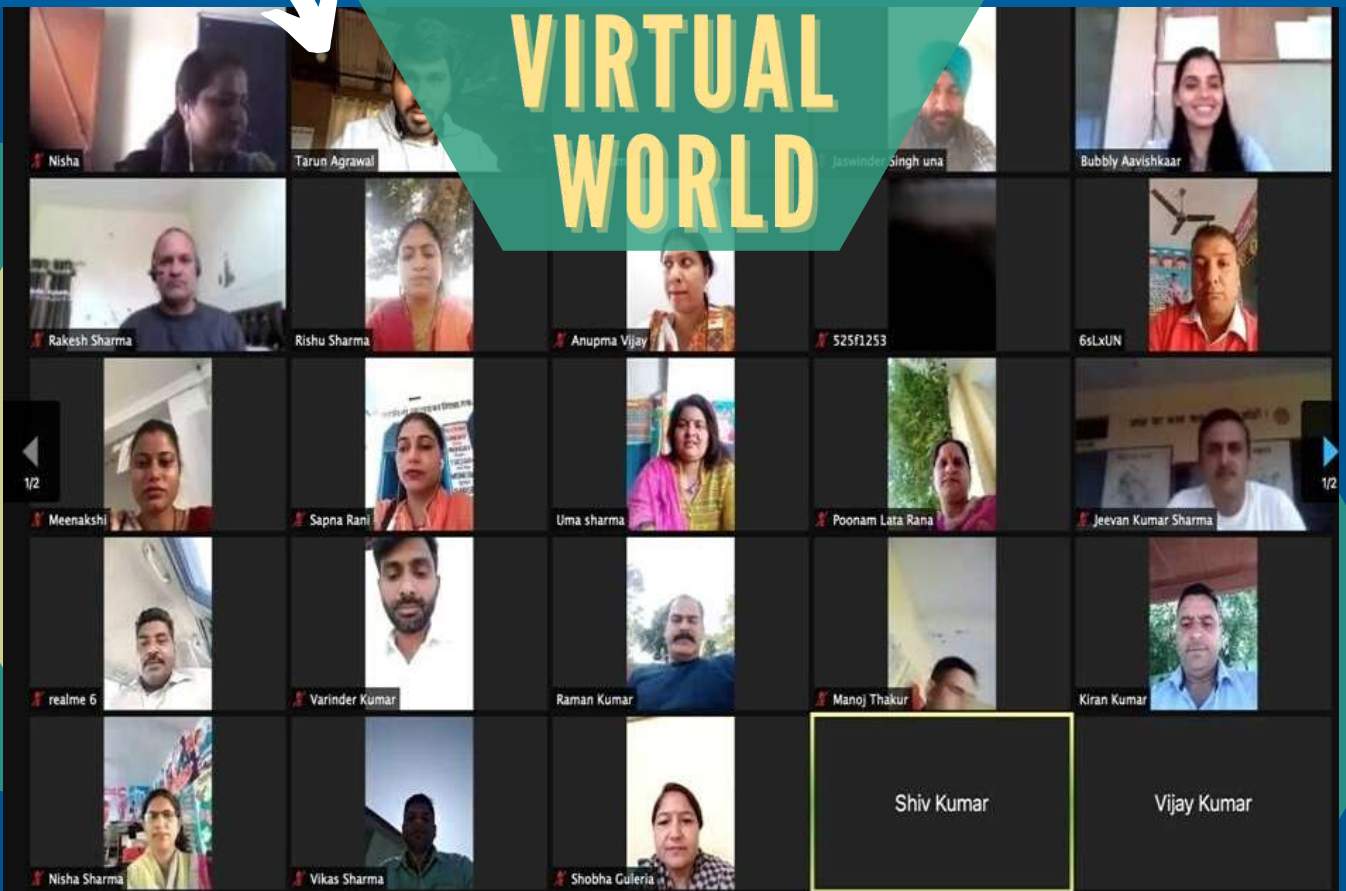 VIRTUAL
WORLD
Nisha
Tarun Agrawal
Jaswinder Singh una
Bubbly Aavishkaar
Rakesh Sharma
Rishu Sharma
Anupma Vijay
525f1253
6sLxUN
Meenakshi
Sapna Rani
Uma sharma
Poonam Lata Rana
Jeevan Kumar Sharma
1/2
1/2
realme 6
Varinder Kumar
Raman Kumar
Manoj Thakur
Kiran Kumar
Nisha Sharma
Vikas Sharma
Shobha Guleria
Shiv Kumar
Vijay Kumar